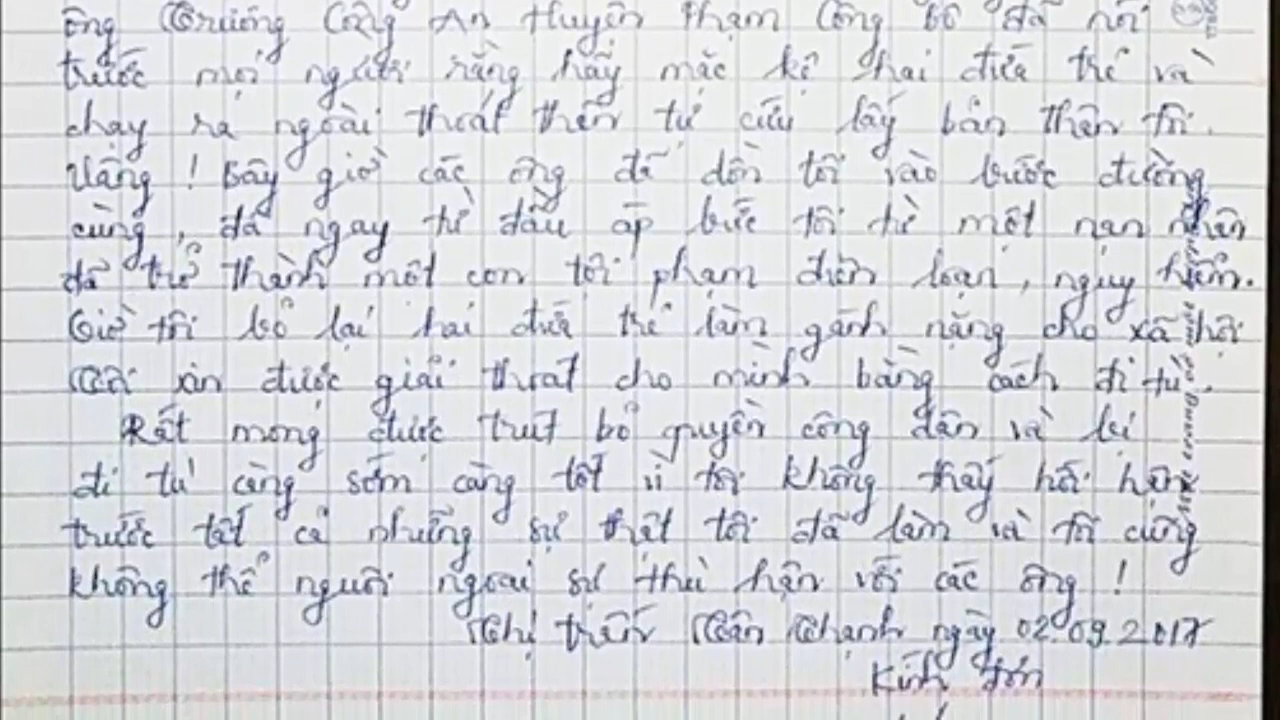 ông Trưởng Công An Huyện Phạm Công đã nói
trước mọi người rằng hãy mặc kệ hai đứa trẻ và
chạy ra ngoài thoát thân tự cứu lấy bản thân tôi.
Vâng ! Bây giờ các ông đã dồn tôi vào bước đường
cùng, đã ngay từ đầu áp bức tôi từ một nạn nhân
đã trở thành một con tội phạm điên loạn, nguy hiểm.
Giờ tôi bỏ lại hai đứa trẻ làm gánh nặng cho xã hội
Tôi xin được giải thoát cho mình bằng cách đi tù.
Rất mong được truất bỏ quyền công dân và
đi tù càng sớm càng tốt vì tôi không thấy hối hận
trước tất cả những sự thật tôi đã làm và tôi cũng
không thể nguôi ngoai sự thù hận với các ông !
Thị trấn Cần Thạnh ngày 02.09.2017
Kính đơn